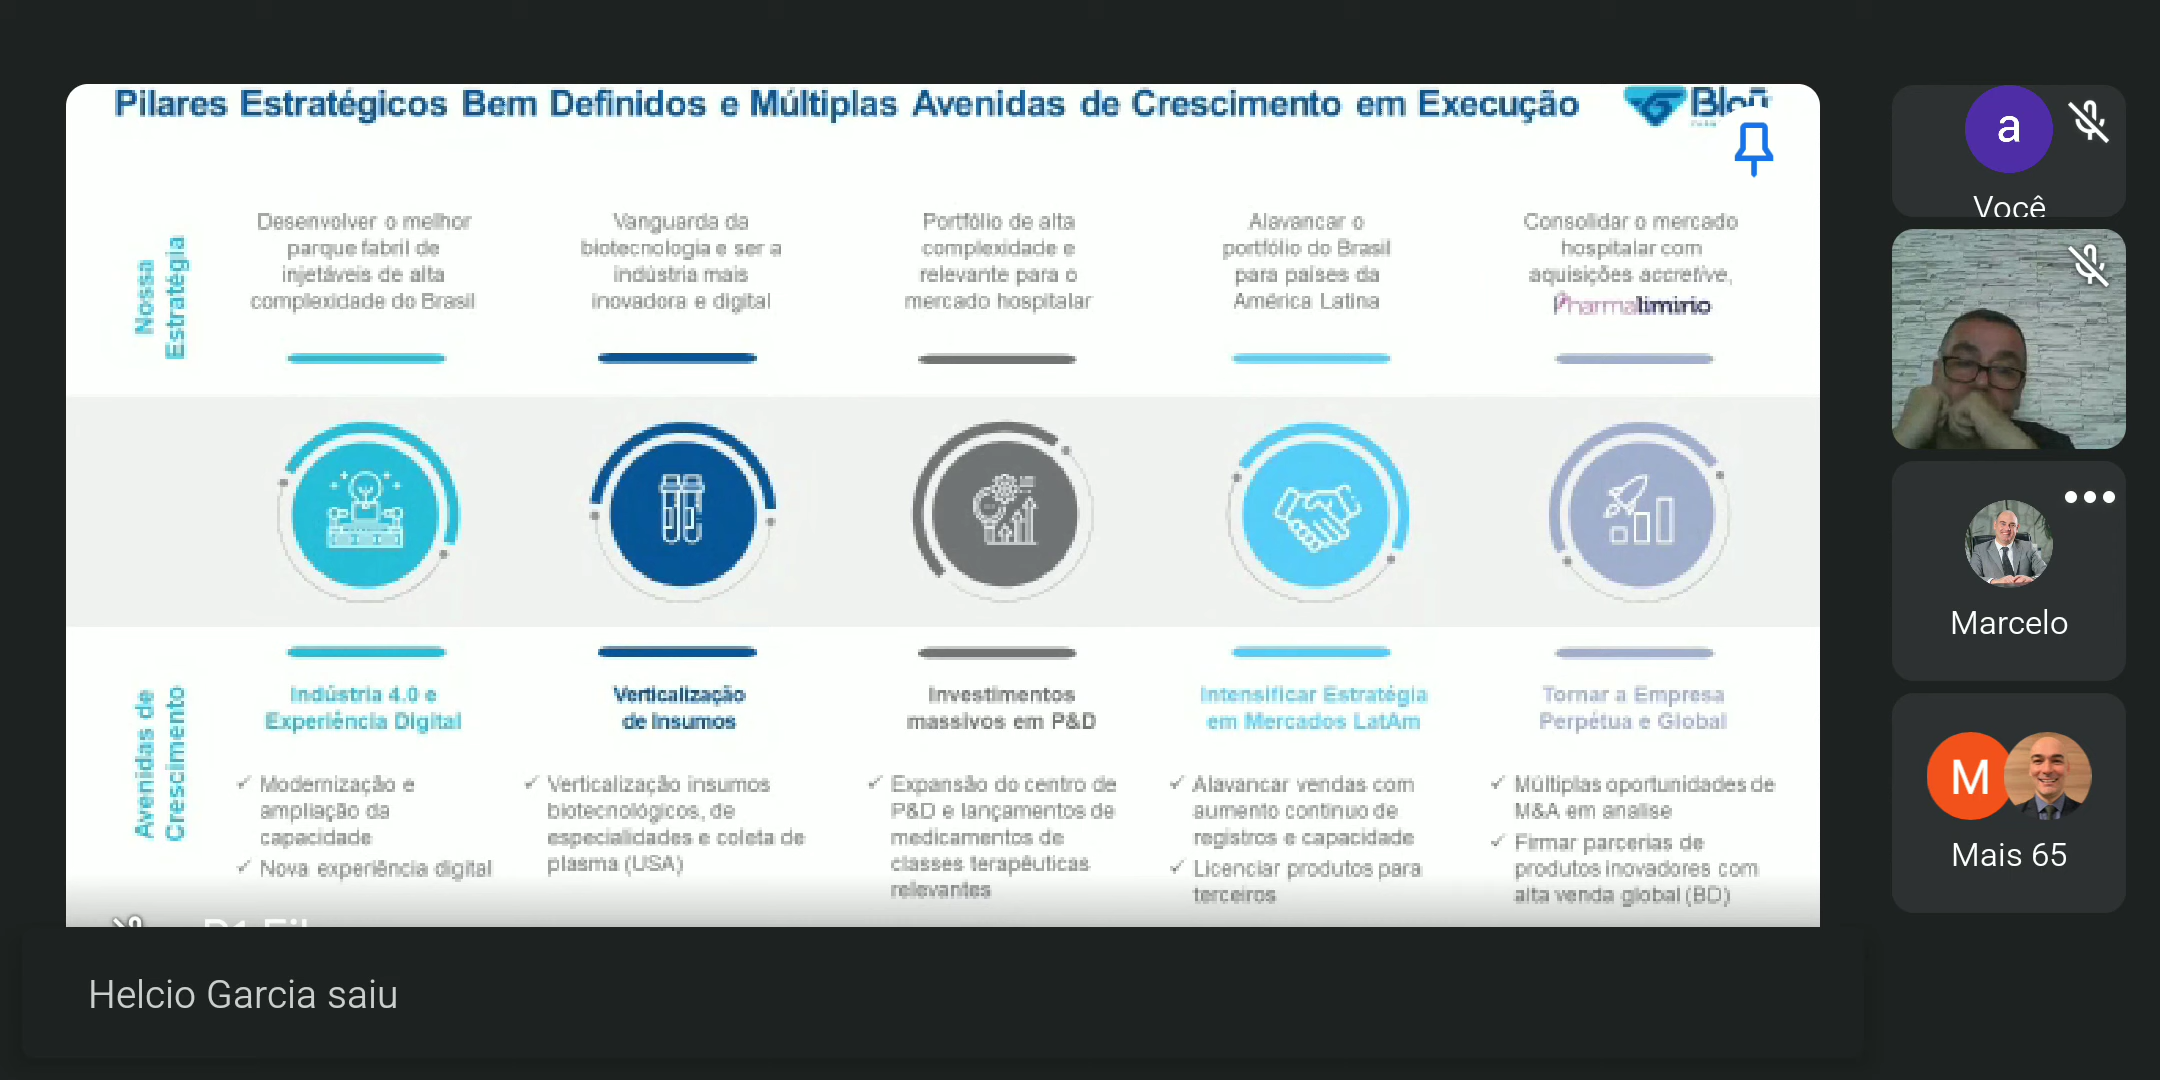 Pilares Estratégicos Bem Definidos e Múltiplas Avenidas de Crescimento em Execução
Nossa
Estratégia
Desenvolver o melhor
parque fabril de
injetáveis de alta
complexidade do Brasil
Vanguarda da
biotecnologia e ser a
indústria mais
inovadora e digital
Portfólio de alta
complexidade e
relevante para o
mercado hospitalar
Alavancar o
portfólio do Brasil
para países da
América Latina
Consolidar o mercado
hospitalar com
aquisições accretive,
Pharmalimirio
Avenidas de
Crescimento
Indústria 4.0 e
Experiência Digital
✓ Modernização e
ampliação da
capacidade
✓ Nova experiência digital
Verticalização
de Insumos
✓ Verticalização insumos
biotecnológicos, de
especialidades e coleta de
plasma (USA)
Investimentos
massivos em P&D
✓ Expansão do centro de
P&D e lançamentos de
medicamentos de
classes terapêuticas
relevantes
Intensificar Estratégia
em Mercados LatAm
✓ Alavancar vendas com
aumento contínuo de
registros e capacidade
✓ Licenciar produtos para
terceiros
Tornar a Empresa
Perpétua e Global
✓ Múltiplas oportunidades de
M&A em analise
✓ Firmar parcerias de
produtos inovadores com
alta venda global (BD)
a
Você
Marcelo
M
Mais 65
Helcio Garcia saiu